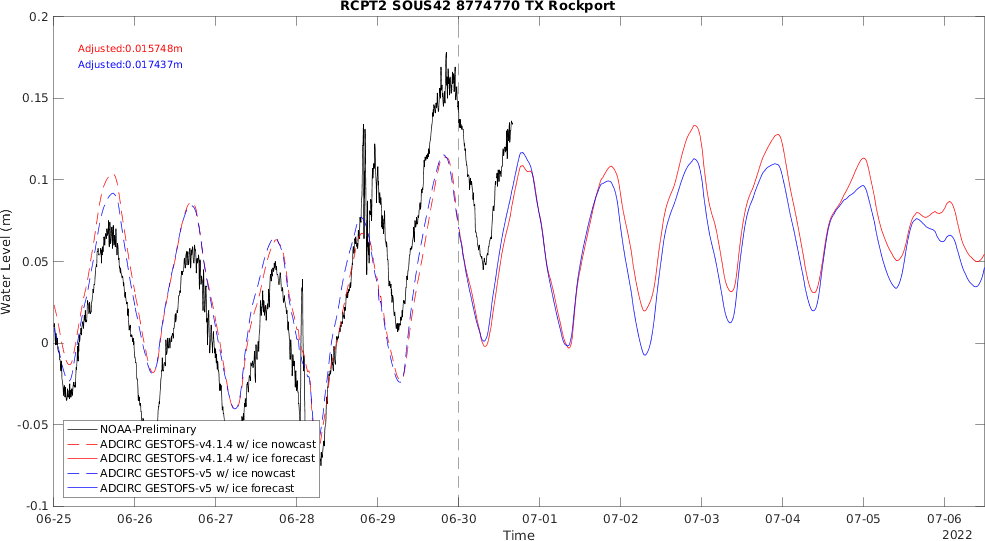 RCPT2 SOUS42 8774770 TX Rockport
0.2
Adjusted:0.015748m
Adjusted:0.017437m
0.15
0.1
0.05
0
-0.05
-0.1
Water Level (m)
NOAA-Preliminary
ADCIRC GESTOFS-v4.1.4 w/ ice nowcast
ADCIRC GESTOFS-v4.1.4 w/ ice forecast
ADCIRC GESTOFS-v5 w/ ice nowcast
ADCIRC GESTOFS-v5 w/ ice forecast
06-25 06-26 06-27 06-28 06-29 06-30 07-01 07-02 07-03 07-04 07-05 07-06
Time
2022